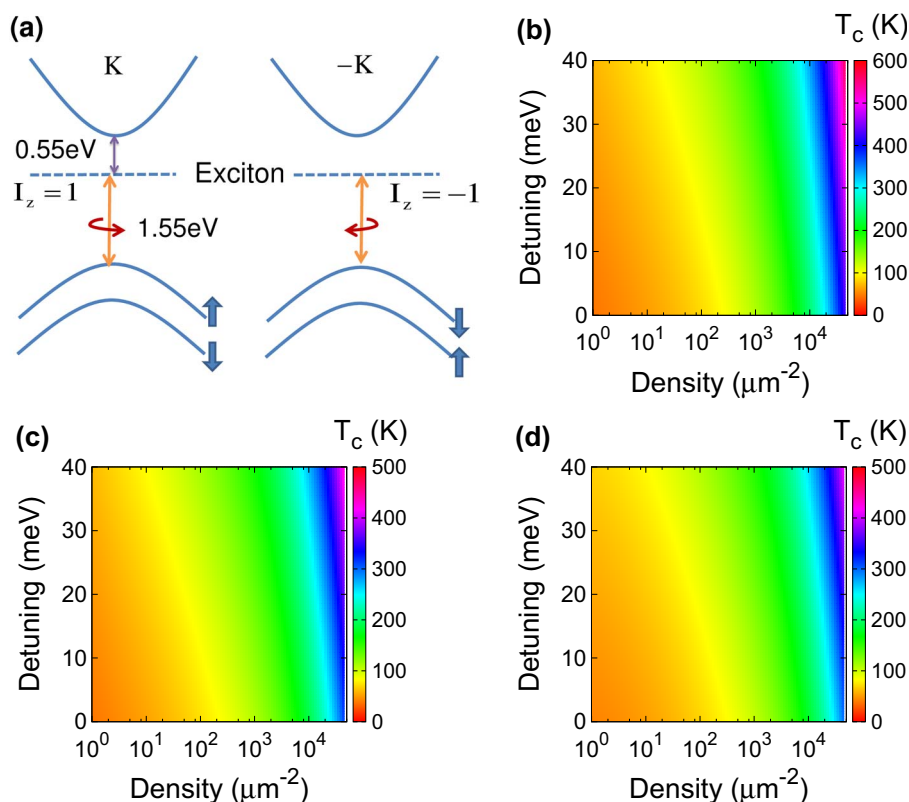 (a)
K
−K
0.55eV
Exciton
I_z = 1
I_z = −1
1.55eV
(b)
T_c (K)
Detuning (meV)
40
30
20
10
0
10^0 10^1 10^2 10^3 10^4
Density (μm^-2)
600
500
400
300
200
100
0
(c)
T_c (K)
Detuning (meV)
40
30
20
10
0
10^0 10^1 10^2 10^3 10^4
Density (μm^-2)
500
400
300
200
100
0
(d)
T_c (K)
Detuning (meV)
40
30
20
10
0
10^0 10^1 10^2 10^3 10^4
Density (μm^-2)
500
400
300
200
100
0